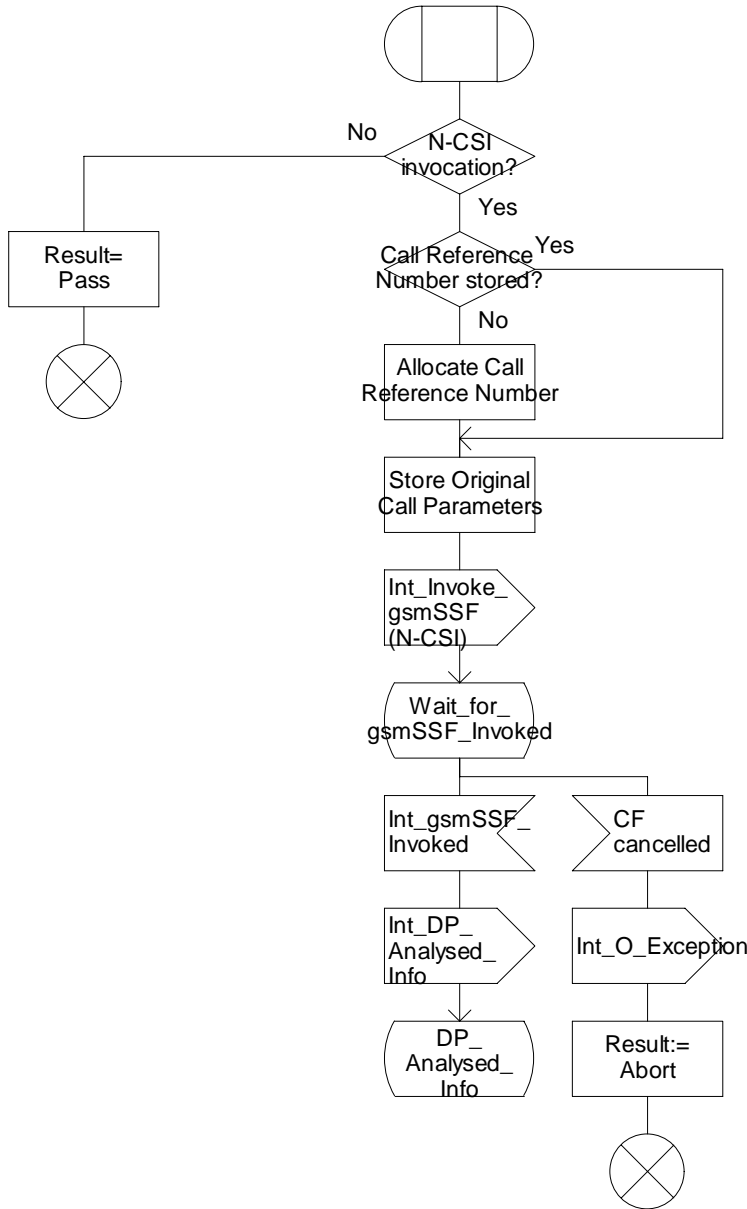 No
N-CSI
invocation?
Yes
Result=
Pass
Call Reference
Number stored?
Yes
No
Allocate Call
Reference Number
Store Original
Call Parameters
Int_Invoke_
gsmSSF
(N-CSI)
Wait_for_
gsmSSF_Invoked
Int_gsmSSF_
Invoked
CF
cancelled
Int_DP_
Analysed_
Info
Int_O_Exception
DP_
Analysed_
Info
Result:=
Abort